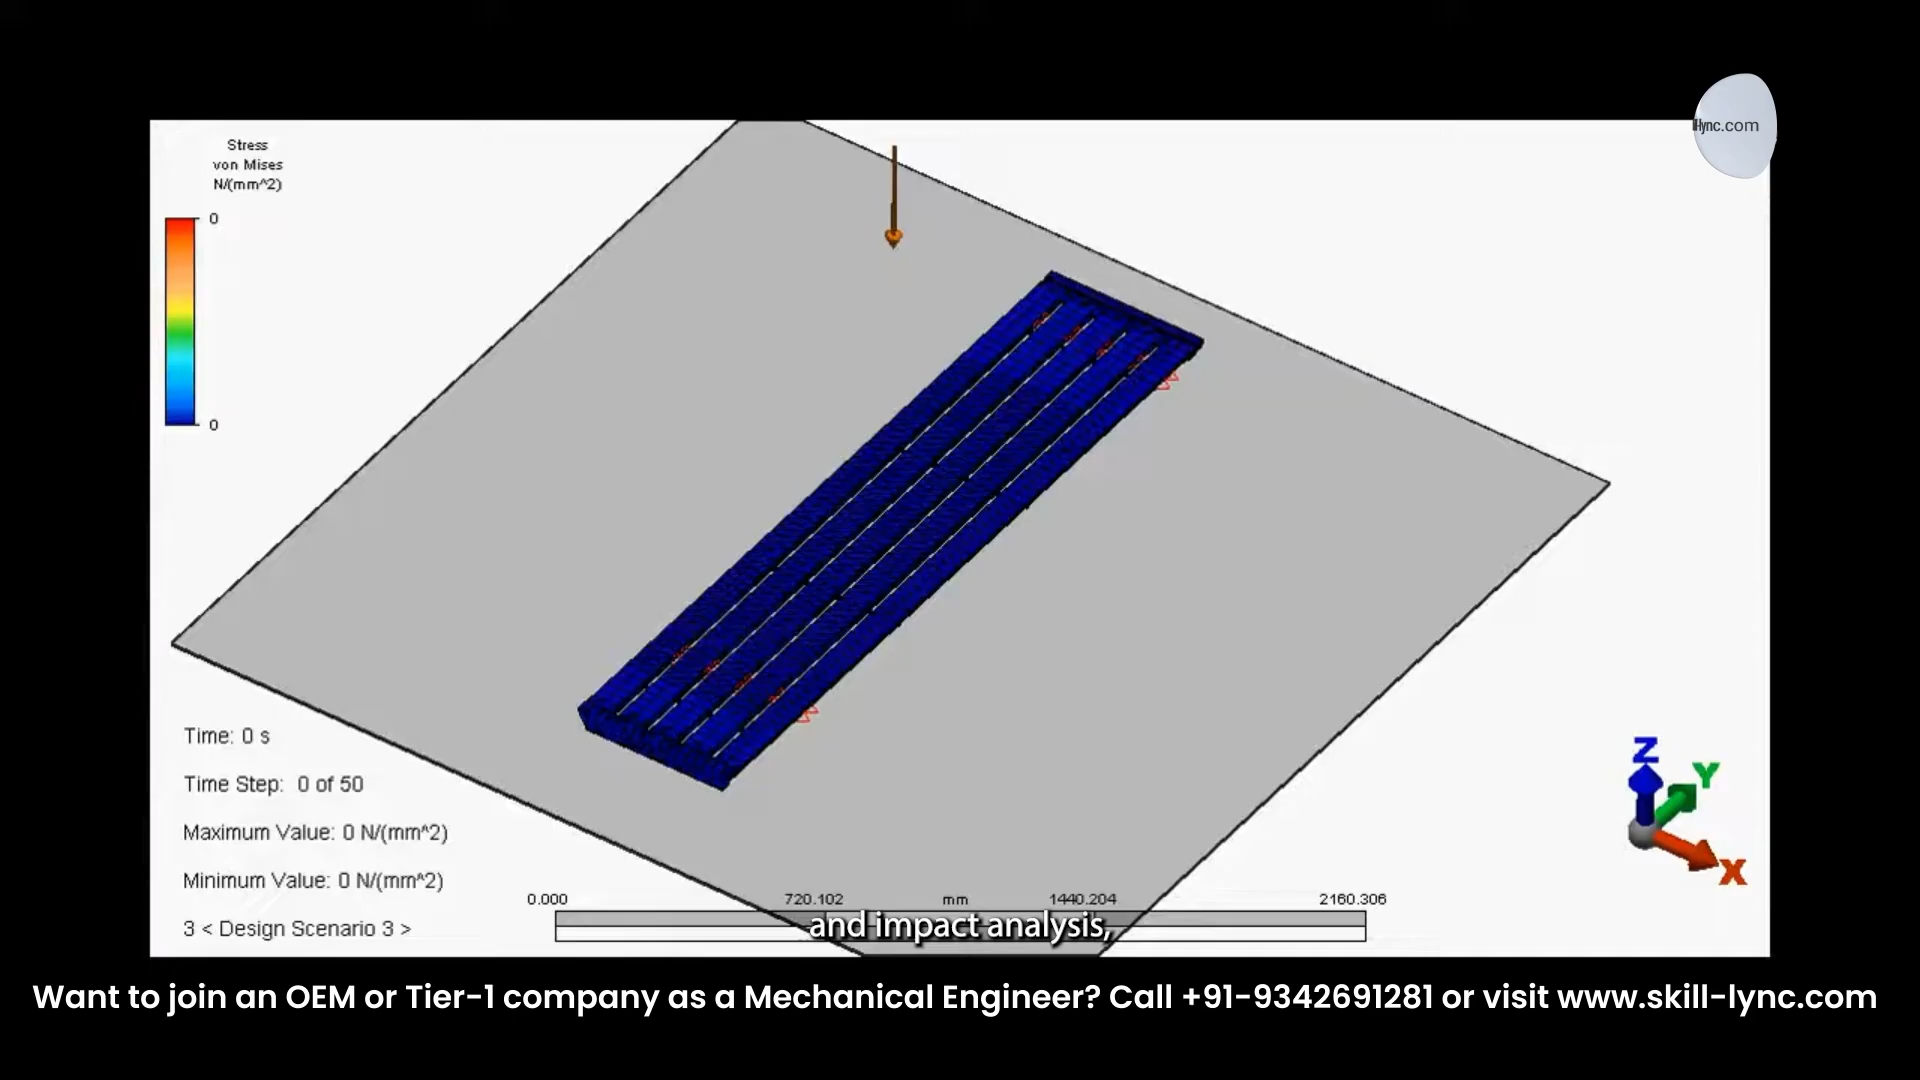 Stress
von Mises
N/(mm^2)
0
0
lync.com
Time: 0 s
Time Step: 0 of 50
Maximum Value: 0 N/(mm^2)
Minimum Value: 0 N/(mm^2)
3 < Design Scenario 3 >
0.000 720.102 mm 1440.204 2160.306
Z
Y
X
and impact analysis,
Want to join an OEM or Tier-1 company as a Mechanical Engineer? Call +91-9342691281 or visit www.skill-lync.com